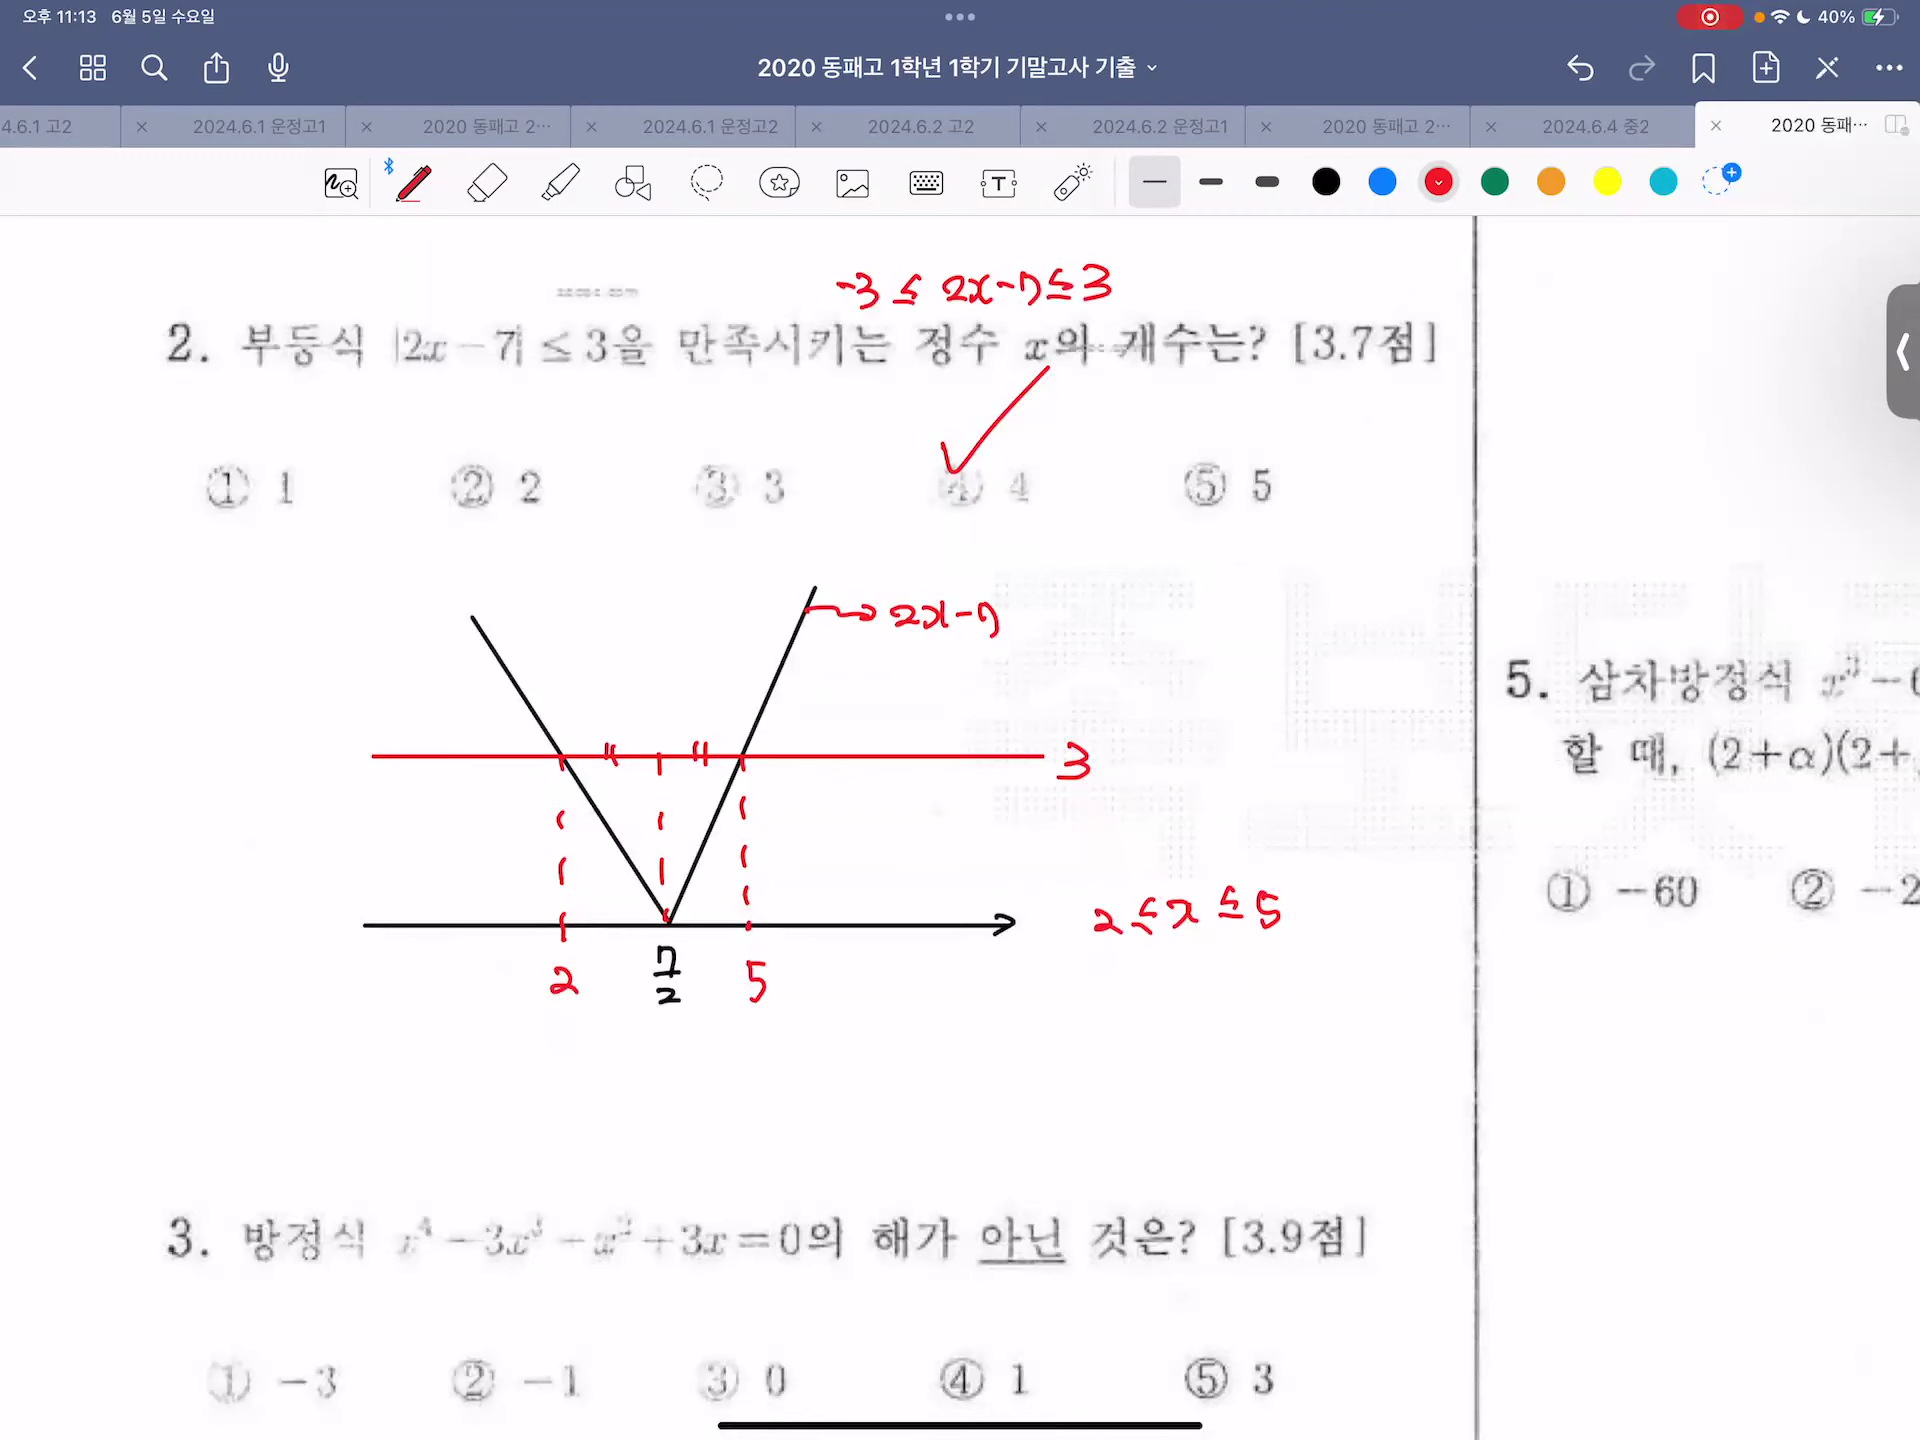 오후 11:13 6월 5일 수요일
40%
2020 동패고 1학년 1학기 기말고사 기출
4.6.1 고2
2024.6.1 운정고1
2020 동패고 2…
2024.6.1 운정고2
2024.6.2 고2
2024.6.2 운정고1
2020 동패고 2…
2024.6.4 중2
2020 동패…
-3 ≤ 2x-7 ≤ 3
2. 부등식 |2x-7| ≤ 3을 만족시키는 정수 x의 개수는? [3.7점]
① 1 ② 2 ③ 3 ④ 4 ⑤ 5
2x-7
3
2 ≤ x ≤ 5
2 7/2 5
3. 방정식 x⁴-3x³-x²+3x=0의 해가 아닌 것은? [3.9점]
① -3 ② -1 ③ 0 ④ 1 ⑤ 3
5. 삼차방정식 x³-6
할 때, (2+α)(2+
① -60 ② -2